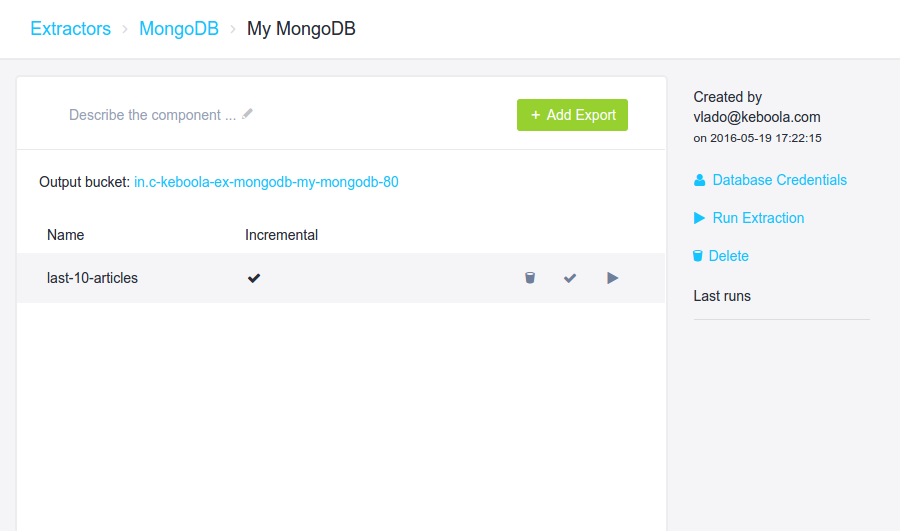 Extractors > MongoDB > My MongoDB
Describe the component ...
+ Add Export
Output bucket: in.c-keboola-ex-mongodb-my-mongodb-80
Name Incremental
last-10-articles
Created by
vlado@keboola.com
on 2016-05-19 17:22:15
Database Credentials
Run Extraction
Delete
Last runs